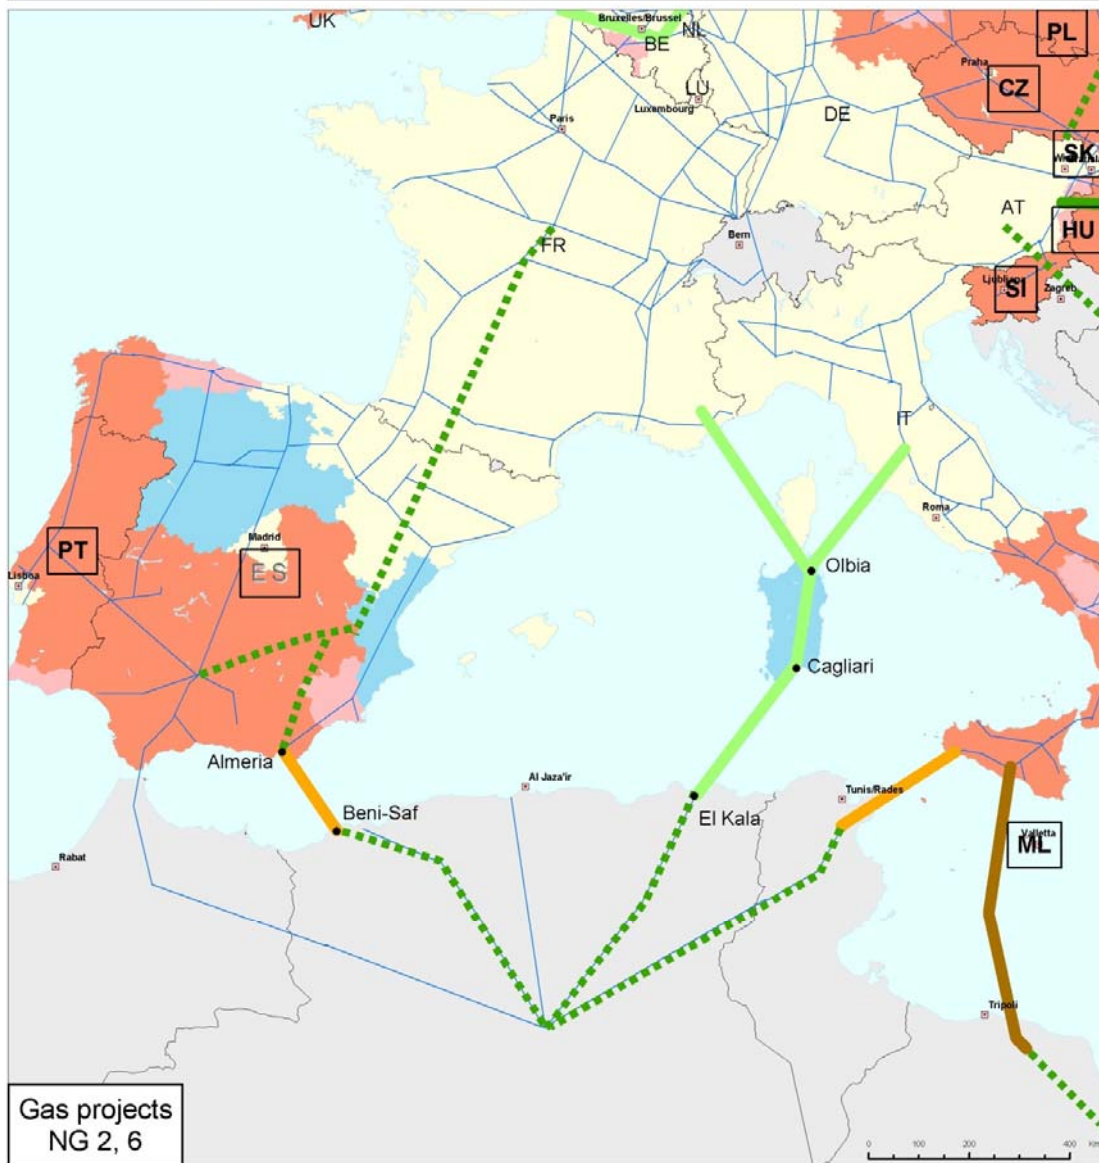 UK
Bruxelles/Brussel
NL
BE
PL
Praha
CZ
LU
Luxembourg
DE
Paris
SK
AT
HU
FR
Bern
Ljubljana
SI
Zagreb
IT
Roma
Madrid
PT
ES
Lisboa
Olbia
Cagliari
Almeria
Al Jaza'ir
Tunis/Rades
Beni-Saf
El Kala
Valletta
ML
Rabat
Tripoli
Gas projects
NG 2, 6
0 200 400